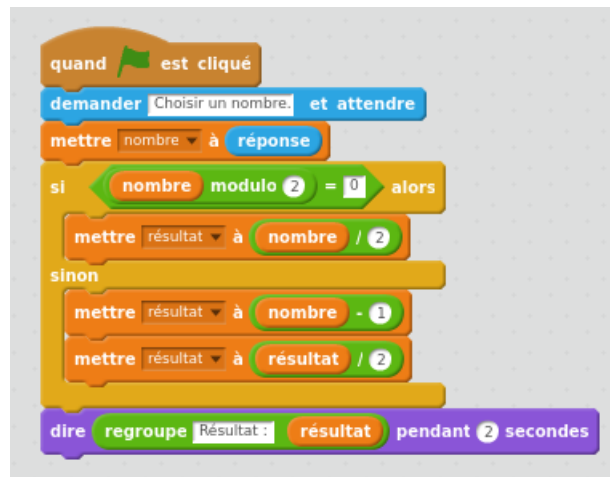 quand est cliqué
demander Choisir un nombre. et attendre
mettre nombre à réponse
si nombre modulo 2 = 0 alors
mettre résultat à nombre / 2
sinon
mettre résultat à nombre - 1
mettre résultat à résultat / 2
dire regroupe Résultat : résultat pendant 2 secondes